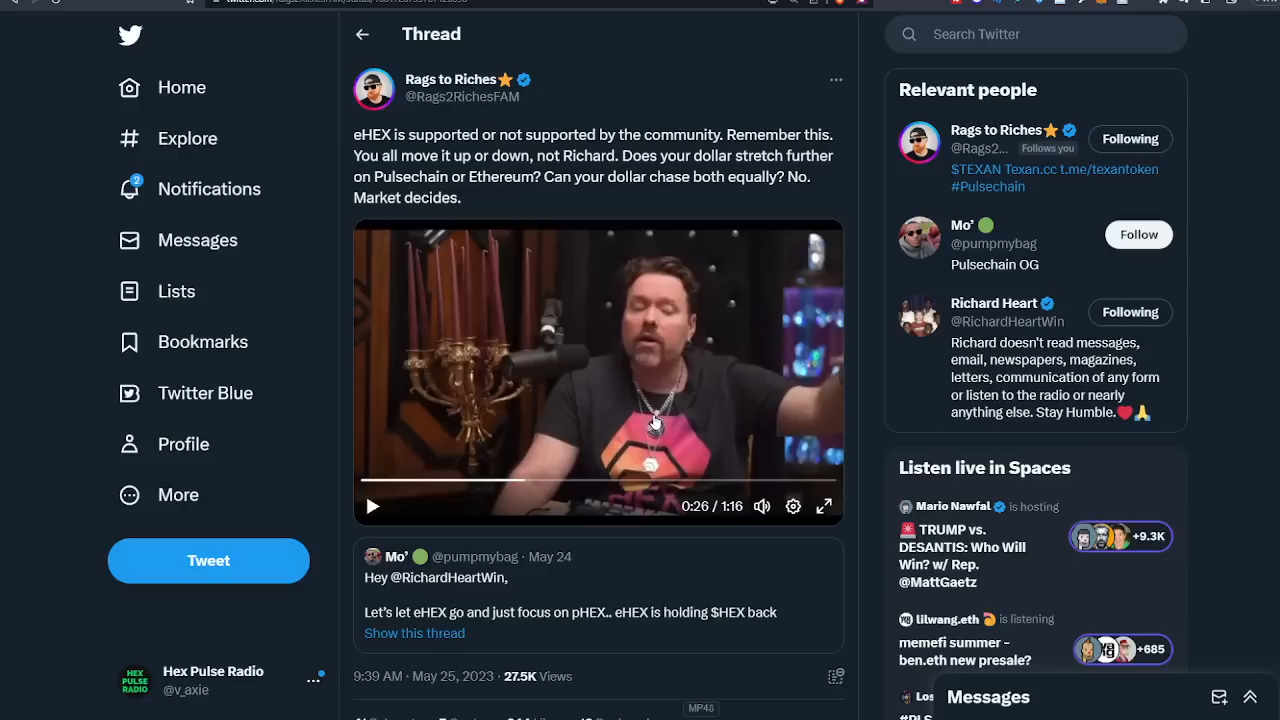 Thread
Search Twitter
Home
Explore
2
Notifications
Messages
Lists
Bookmarks
Twitter Blue
Profile
More
Tweet
HEX
PULSE
RADIO
Hex Pulse Radio
@v_axie
Rags to Riches⭐
@Rags2RichesFAM
eHEX is supported or not supported by the community. Remember this.
You all move it up or down, not Richard. Does your dollar stretch further
on Pulsechain or Ethereum? Can your dollar chase both equally? No.
Market decides.
0:26 / 1:16
Mo' 🟢 @pumpmybag · May 24
Hey @RichardHeartWin,
Let's let eHEX go and just focus on pHEX.. eHEX is holding $HEX back
Show this thread
9:39 AM · May 25, 2023 · 27.5K Views
MP48
Relevant people
Rags to Riches⭐
@Rags2... Follows you
Following
$TEXAN Texan.cc t.me/texantoken
#Pulsechain
Mo' 🟢
@pumpmybag
Follow
Pulsechain OG
Richard Heart
@RichardHeartWin
Following
Richard doesn't read messages,
email, newspapers, magazines,
letters, communication of any form
or listen to the radio or nearly
anything else. Stay Humble.❤️🙏
Listen live in Spaces
Mario Nawfal is hosting
🚨 TRUMP vs.
DESANTIS: Who Will
Win? w/ Rep.
@MattGaetz
+9.3K
lilwang.eth is listening
memefi summer -
ben.eth new presale?
+685
Messages